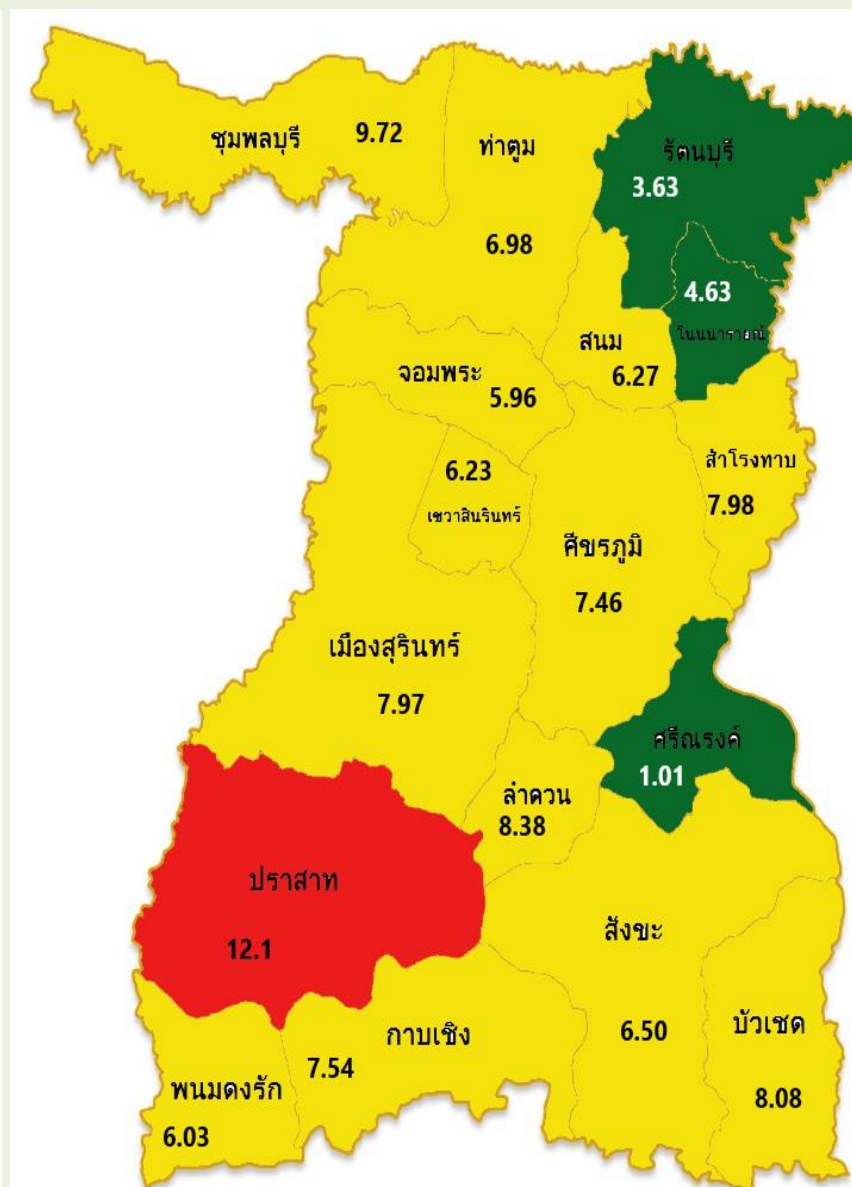 ชุมพลบุรี 9.72
ท่าตูม
6.98
รัตนบุรี
3.63
4.63
โนนนารายณ์
สนม
6.27
จอมพระ
5.96
สำโรงทาบ
7.98
6.23
เขวาสินรินทร์
ศีขรภูมิ
7.46
เมืองสุรินทร์
7.97
ศรีณรงค์
1.01
ลำดวน
8.38
ปราสาท
12.1
สังขะ
6.50
บัวเชด
8.08
กาบเชิง
7.54
พนมดงรัก
6.03